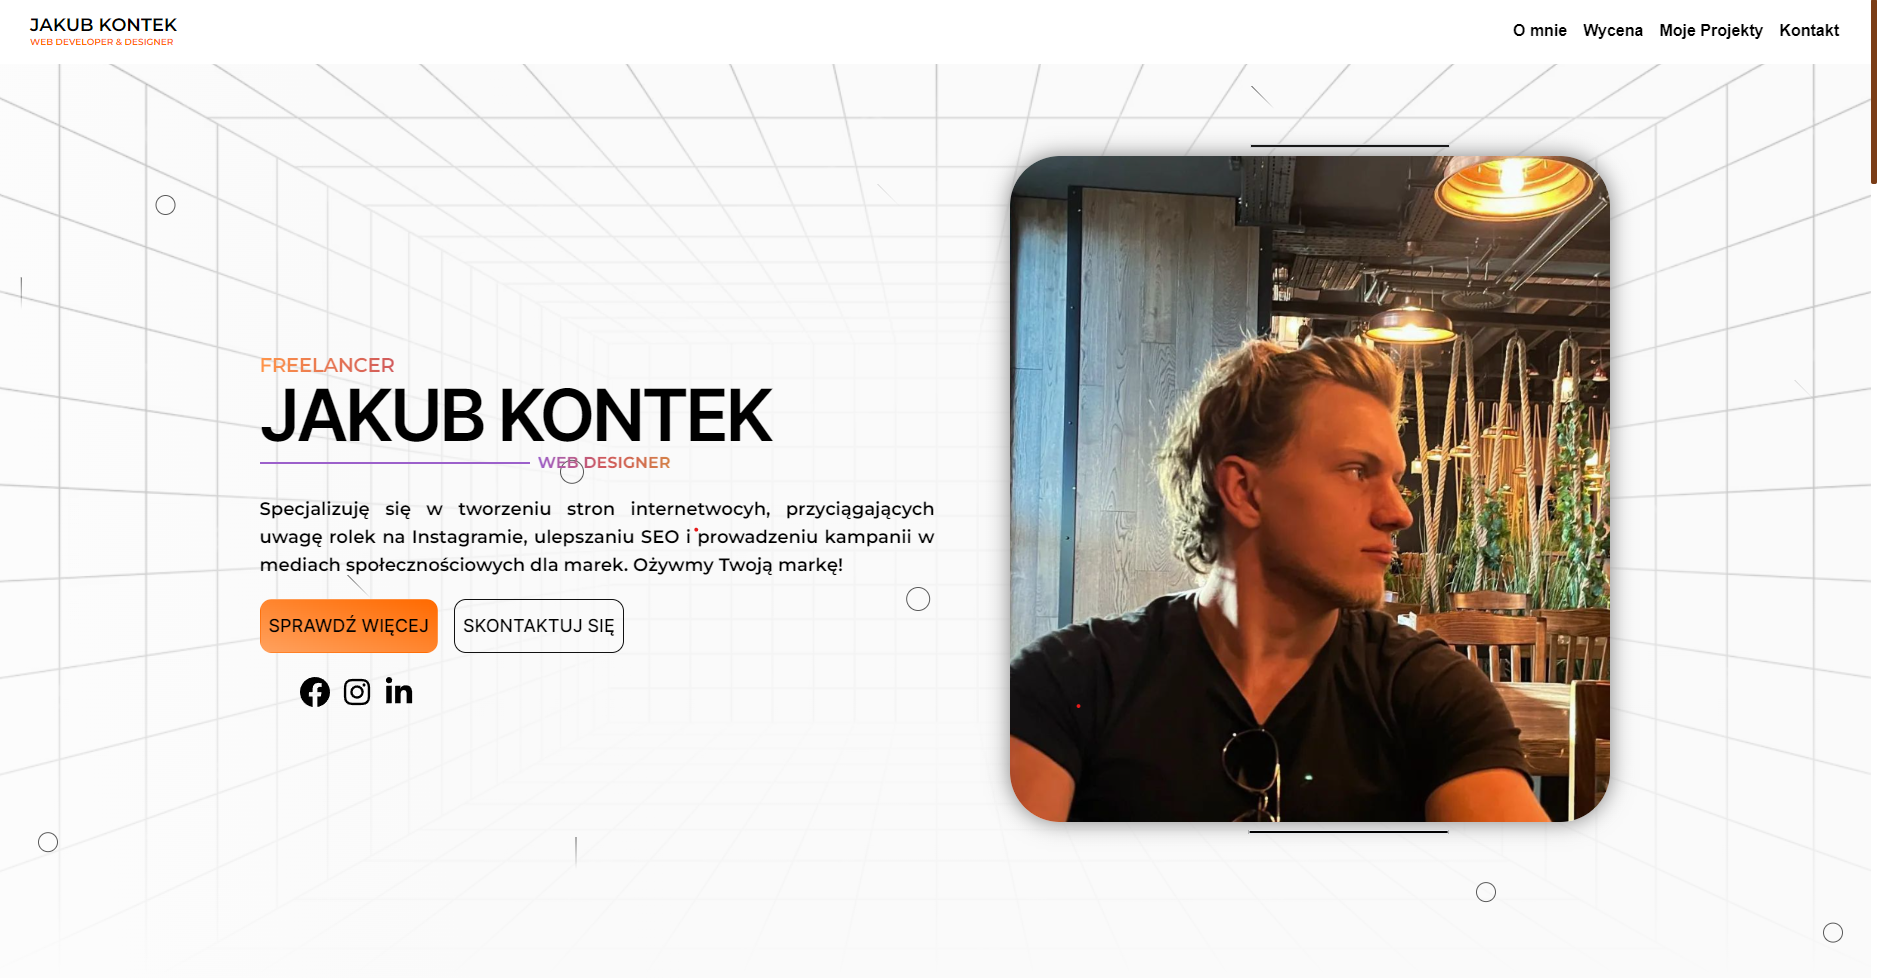 JAKUB KONTEK
WEB DEVELOPER & DESIGNER
O mnie Wycena Moje Projekty Kontakt
FREELANCER
JAKUB KONTEK
WEB DESIGNER
Specjalizuję się w tworzeniu stron internetwocyh, przyciągających
uwagę rolek na Instagramie, ulepszaniu SEO i prowadzeniu kampanii w
mediach społecznościowych dla marek. Ożywmy Twoją markę!
SPRAWDŹ WIĘCEJ SKONTAKTUJ SIĘ